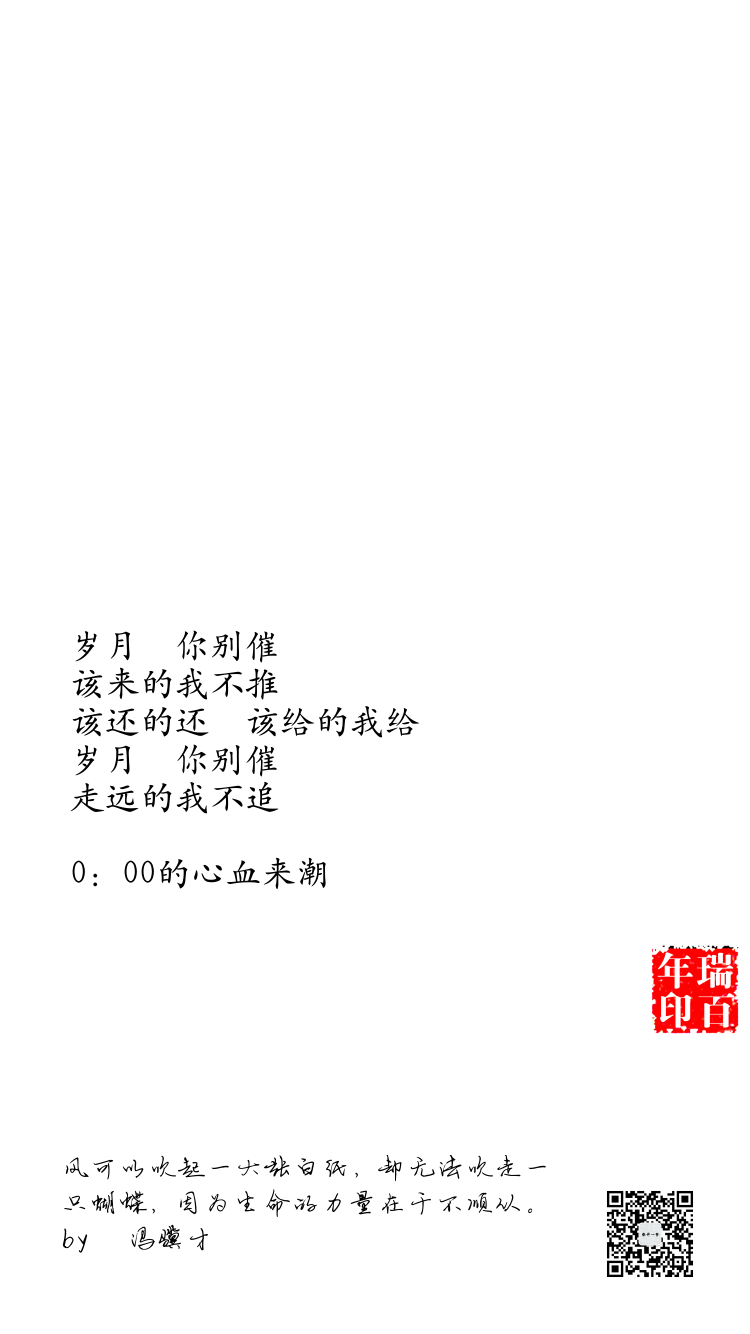 岁月　你别催
该来的我不推
该还的还　该给的我给
岁月　你别催
走远的我不追
0：00的心血来潮
瑞百
年印
风可以吹起一大张白纸，却无法吹走一
只蝴蝶，因为生命的力量在于不顺从。
by　冯骥才